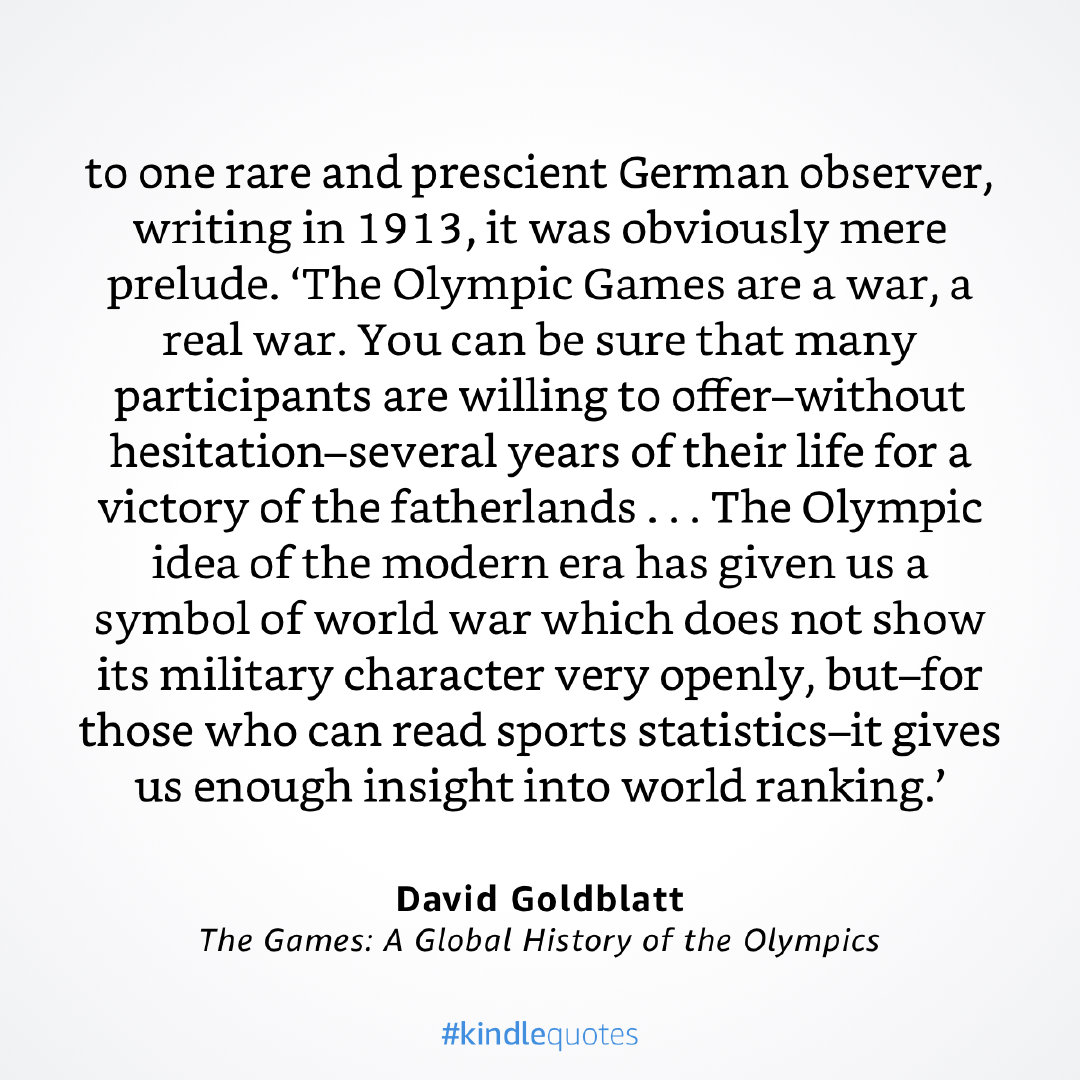 to one rare and prescient German observer,
writing in 1913, it was obviously mere
prelude. ‘The Olympic Games are a war, a
real war. You can be sure that many
participants are willing to offer–without
hesitation–several years of their life for a
victory of the fatherlands . . . The Olympic
idea of the modern era has given us a
symbol of world war which does not show
its military character very openly, but–for
those who can read sports statistics–it gives
us enough insight into world ranking.’
David Goldblatt
The Games: A Global History of the Olympics
#kindlequotes